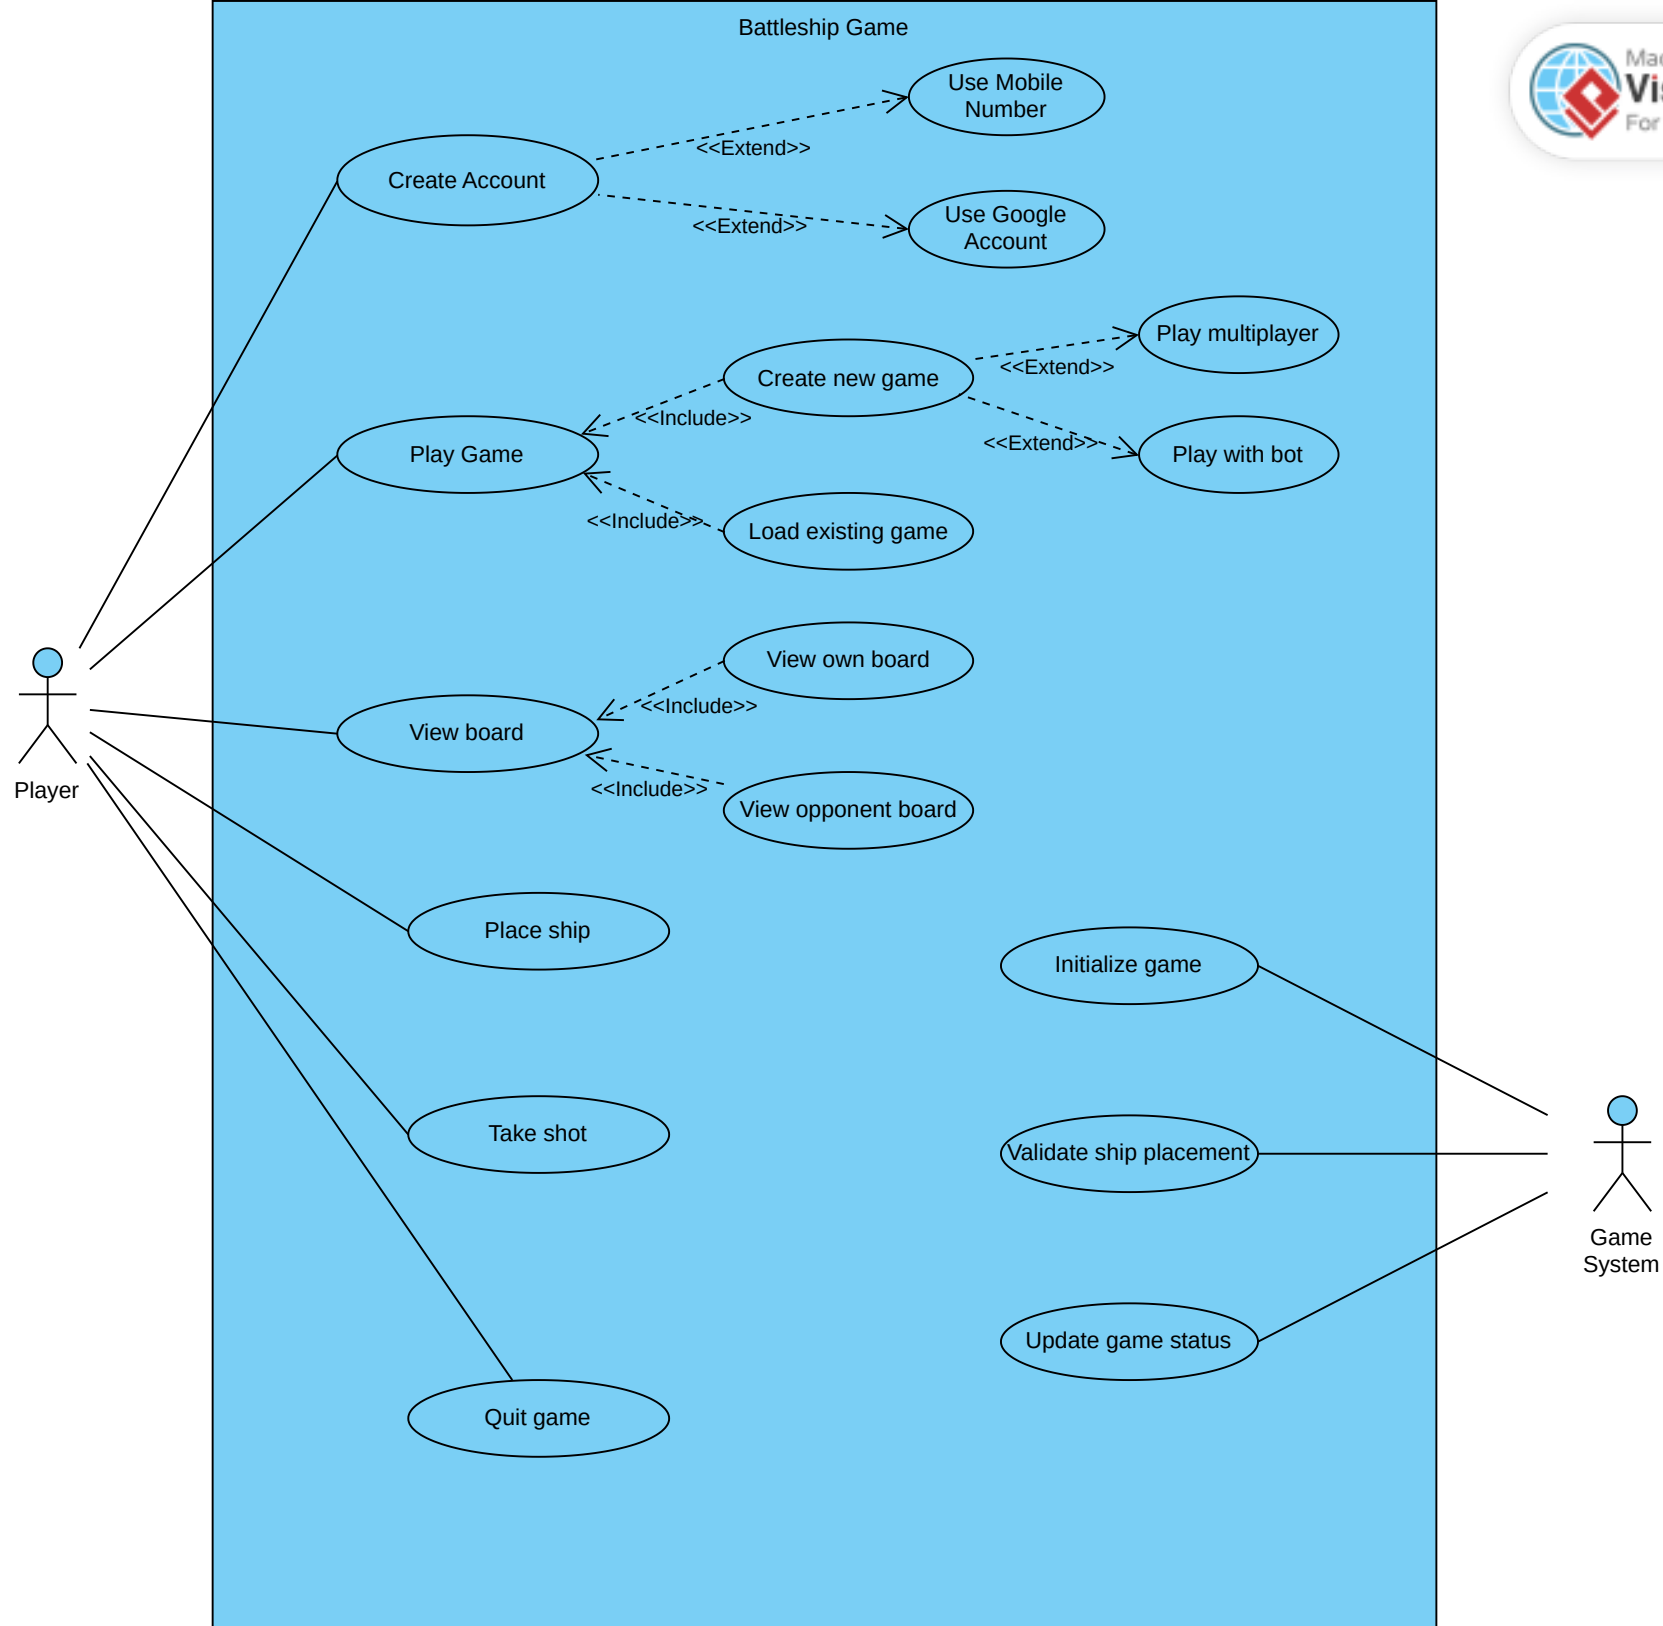 Battleship Game
Use Mobile
Number
<<Extend>>
Create Account
Use Google
Account
<<Extend>>
Play multiplayer
Create new game
<<Extend>>
<<Include>>
Play Game
<<Extend>>
Play with bot
<<Include>>
Load existing game
View own board
<<Include>>
View board
<<Include>>
View opponent board
Player
Place ship
Initialize game
Take shot
Validate ship placement
Game
System
Update game status
Quit game
For